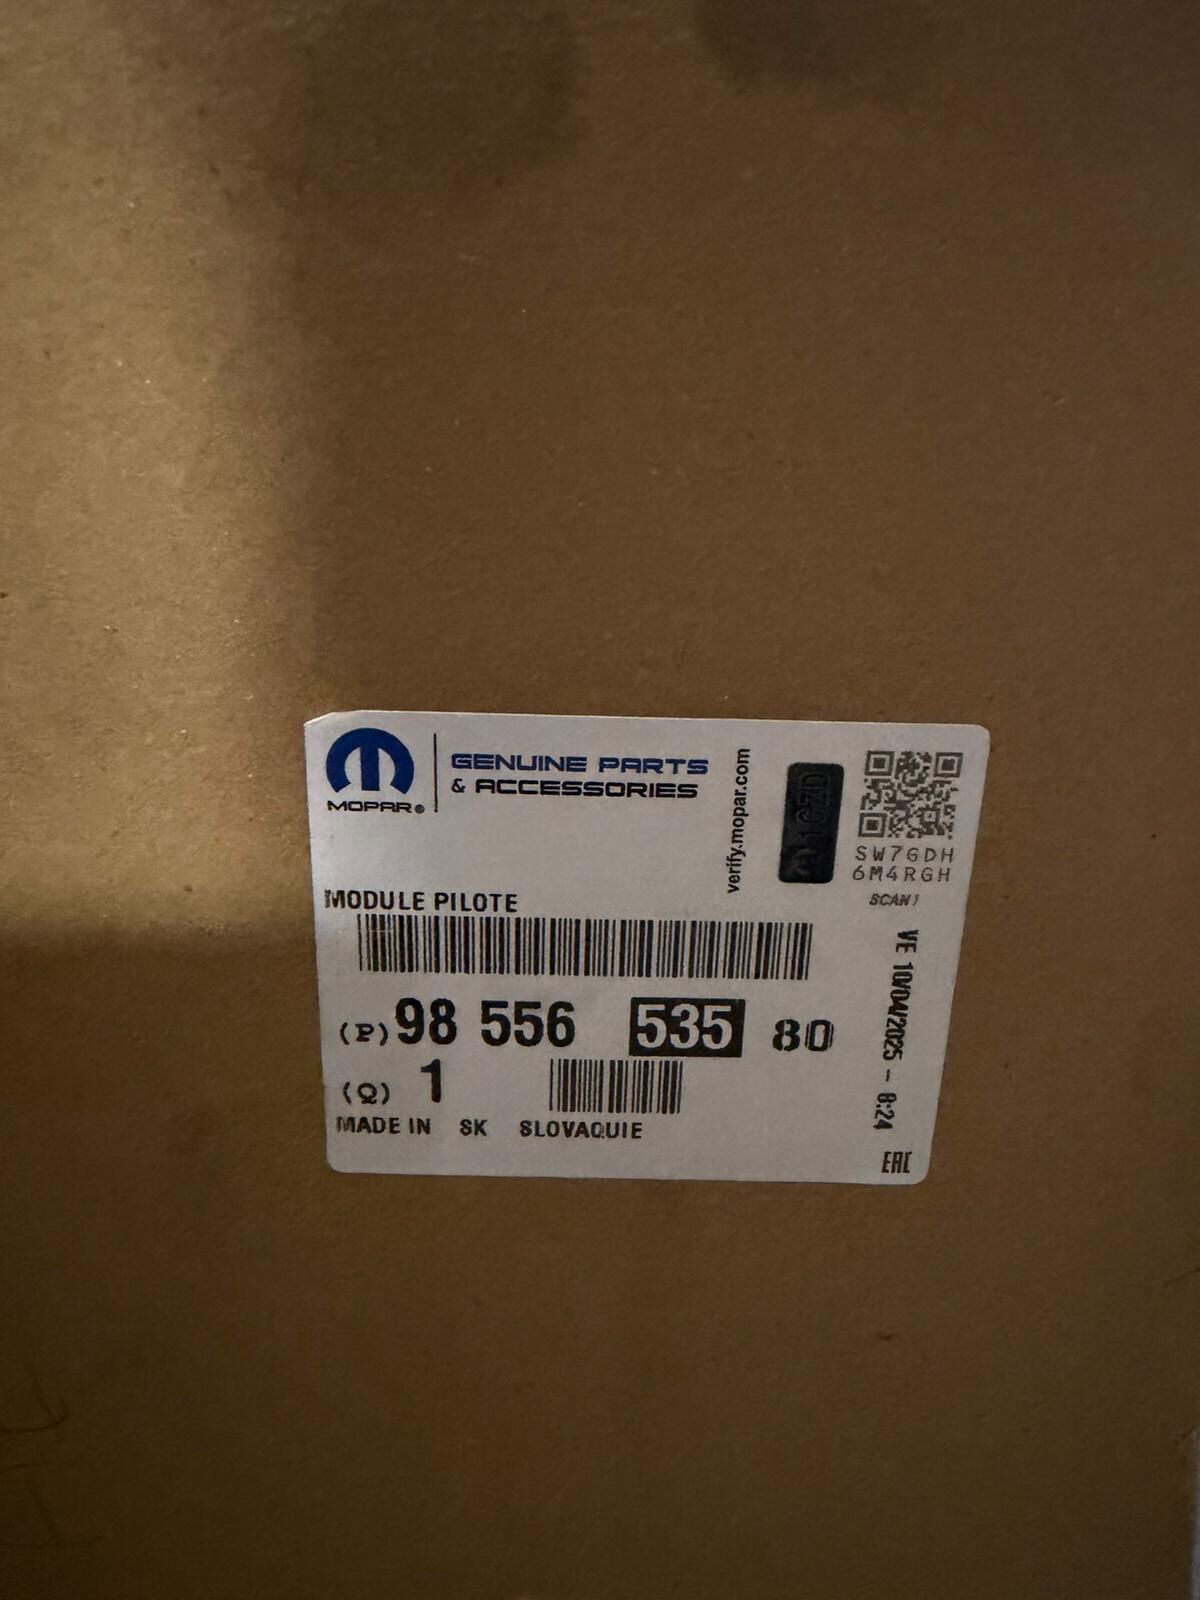 MOPAR®
GENUINE PARTS
& ACCESSORIES
verify.mopar.com
SW7GDH
6M4RGH
SCAN!
MODULE PILOTE
(P) 98 556 535 80
(Q) 1
MADE IN SK SLOVAQUIE
VE 10/04/2025 - 8:24
EAC